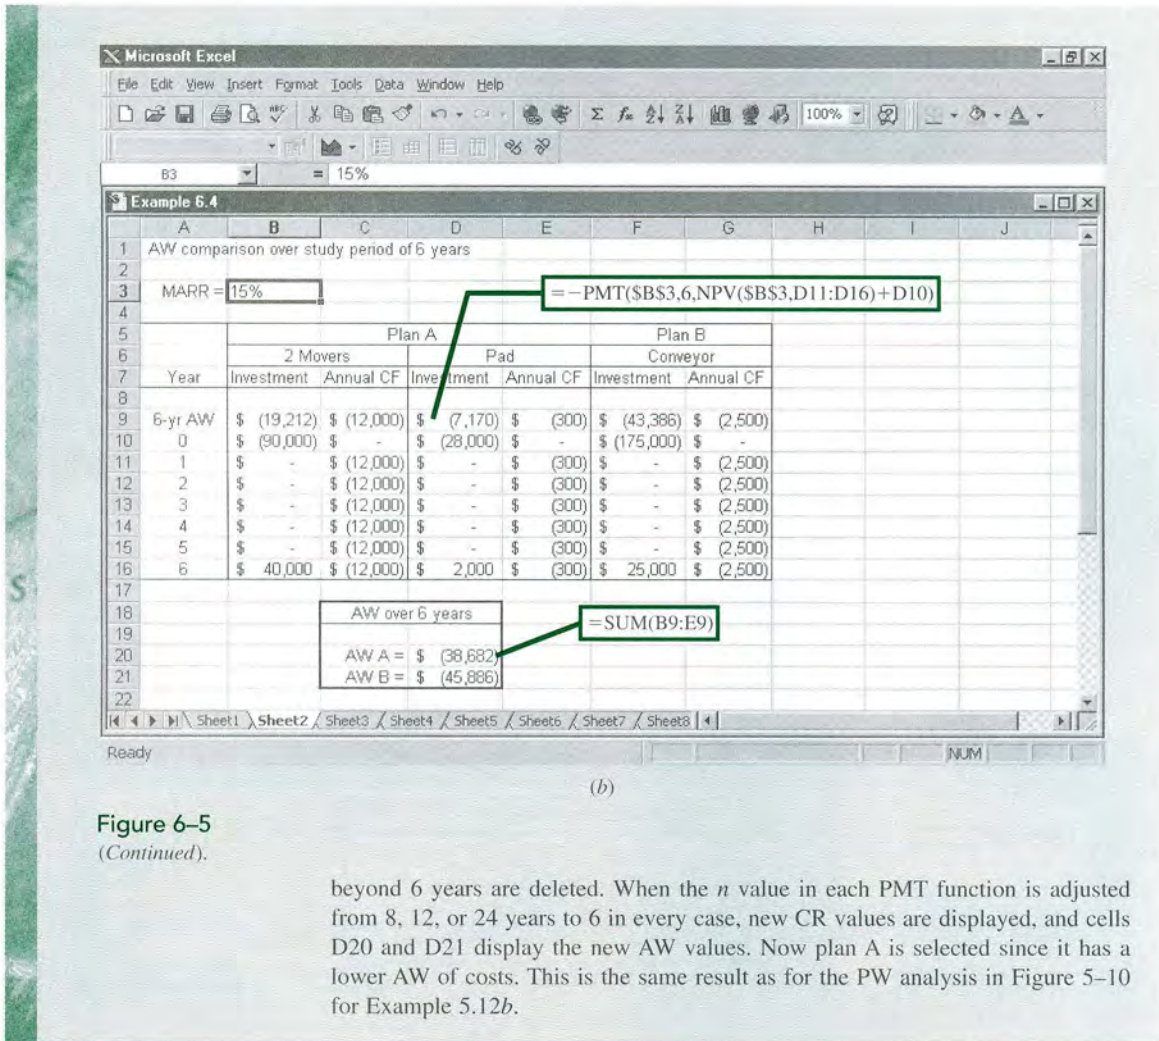 Microsoft Excel
File Edit View Insert Format Tools Data Window Help
100%
B3 = 15%
Example 6.4
A B C D E F G H I J
1 AW comparison over study period of 6 years
2
3 MARR = 15%
=−PMT($B$3,6,NPV($B$3,D11:D16)+D10)
4
5 Plan A Plan B
6 2 Movers Pad Conveyor
7 Year Investment Annual CF Investment Annual CF Investment Annual CF
8
9 6-yr AW $ (19,212) $ (12,000) $ (7,170) $ (300) $ (43,386) $ (2,500)
10 0 $ (90,000) $ - $ (28,000) $ - $ (175,000) $ -
11 1 $ - $ (12,000) $ - $ (300) $ - $ (2,500)
12 2 $ - $ (12,000) $ - $ (300) $ - $ (2,500)
13 3 $ - $ (12,000) $ - $ (300) $ - $ (2,500)
14 4 $ - $ (12,000) $ - $ (300) $ - $ (2,500)
15 5 $ - $ (12,000) $ - $ (300) $ - $ (2,500)
16 6 $ 40,000 $ (12,000) $ 2,000 $ (300) $ 25,000 $ (2,500)
17
18 AW over 6 years
=SUM(B9:E9)
19
20 AW A = $ (38,682)
21 AW B = $ (45,886)
22
Sheet1 Sheet2 Sheet3 Sheet4 Sheet5 Sheet6 Sheet7 Sheet8
Ready NUM
(b)
Figure 6–5
(Continued).
beyond 6 years are deleted. When the n value in each PMT function is adjusted
from 8, 12, or 24 years to 6 in every case, new CR values are displayed, and cells
D20 and D21 display the new AW values. Now plan A is selected since it has a
lower AW of costs. This is the same result as for the PW analysis in Figure 5–10
for Example 5.12b.